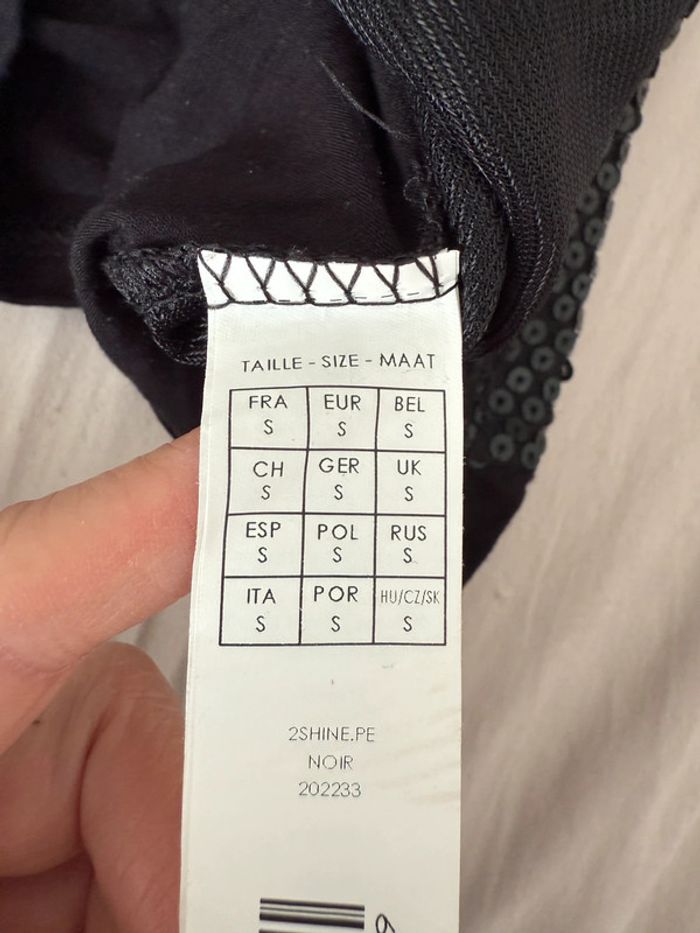 TAILLE - SIZE - MAAT
FRA EUR BEL
S S S
CH GER UK
S S S
ESP POL RUS
S S S
ITA POR HU/CZ/SK
S S S
2SHINE.PE
NOIR
202233